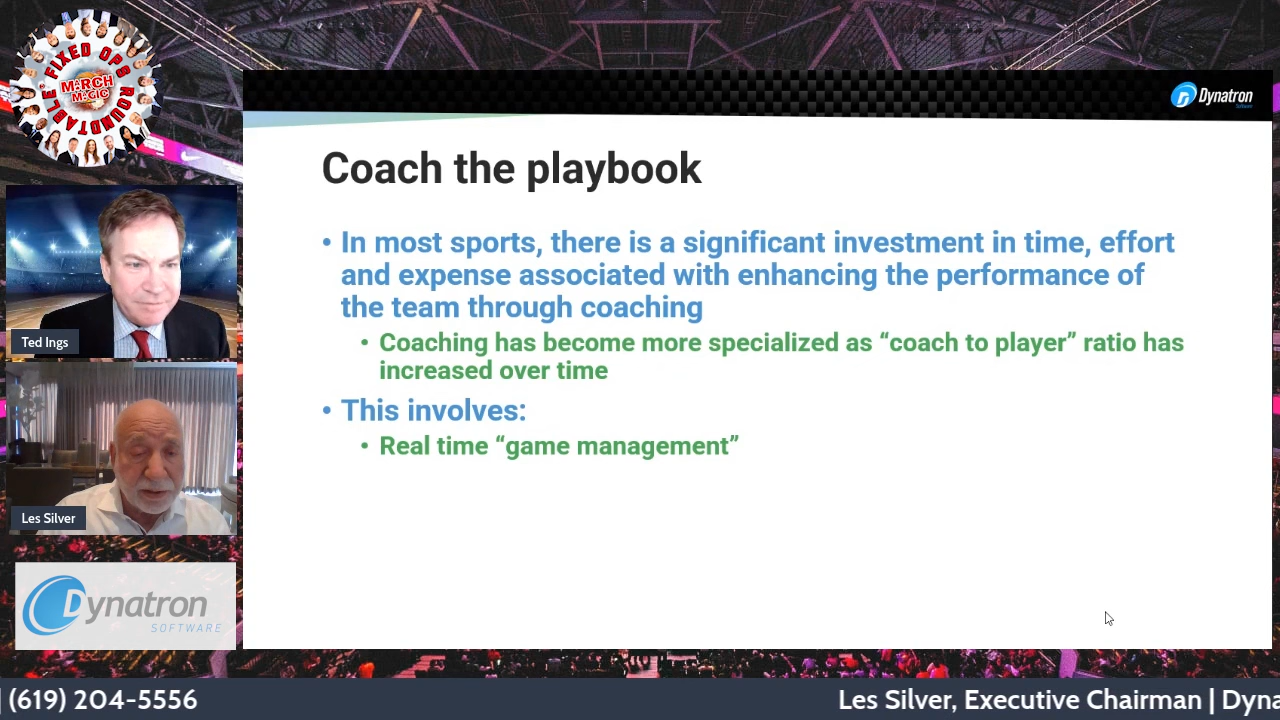 FIXED OPS ROUNDTABLE
MARCH
MAGIC
Dynatron
Software
Coach the playbook
• In most sports, there is a significant investment in time, effort
and expense associated with enhancing the performance of
the team through coaching
• Coaching has become more specialized as “coach to player” ratio has
increased over time
• This involves:
• Real time “game management”
Ted Ings
Les Silver
Dynatron
SOFTWARE
| (619) 204-5556
Les Silver, Executive Chairman | Dyna